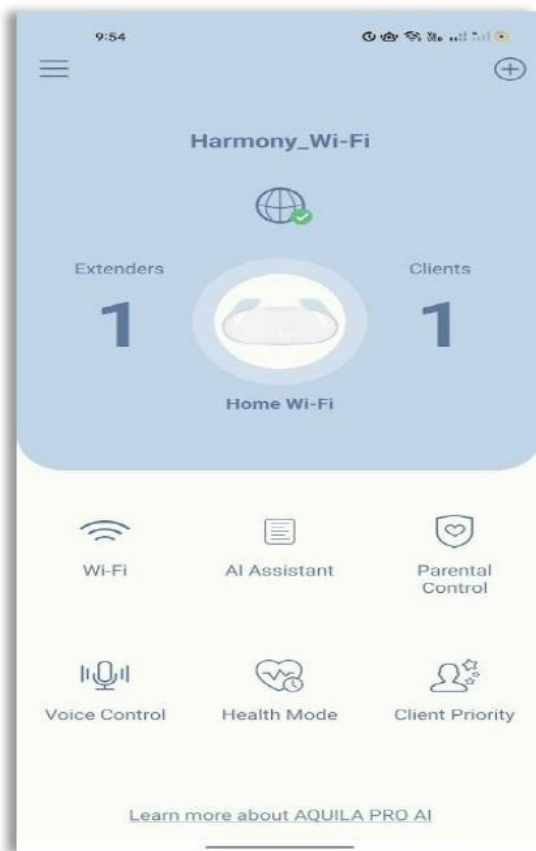 9:54
Harmony_Wi-Fi
Extenders
Clients
1
1
Home Wi-Fi
Wi-Fi
AI Assistant
Parental
Control
Voice Control
Health Mode
Client Priority
Learn more about AQUILA PRO AI